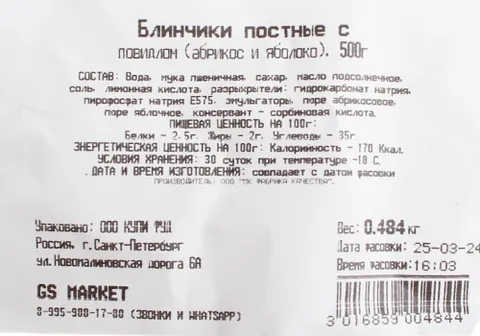 Блинчики постные с
повидлом (абрикос и яблоко), 500г
СОСТАВ: Вода, мука пшеничная, сахар, масло подсолнечное,
соль, лимонная кислота, разрыхрители: гидрокарбонат натрия,
пирофосфат натрия Е575, эмульгаторы, пюре абрикосовое,
пюре яблочное, консервант - сорбиновая кислота.
ПИЩЕВАЯ ЦЕННОСТЬ НА 100г:
Белки - 2.5г. Жиры - 2г. Углеводы - 35г
ЭНЕРГЕТИЧЕСКАЯ ЦЕННОСТЬ НА 100г: Калорийность - 170 Ккал.
УСЛОВИЯ ХРАНЕНИЯ: 30 суток при температуре -18 С.
ДАТА И ВРЕМЯ ИЗГОТОВЛЕНИЯ: совпадает с датой фасовки
ПРОИЗВОДИТЕЛЬ: ООО "ПК ФАБРИКА КАЧЕСТВА".
Упаковано: ООО КУПИ ФУД
Россия, г.Санкт-Петербург
ул.Новомалиновская дорога 6А
Вес: 0.484 кг
Дата фасовки: 25-03-24
Время фасовки: 16:03
GS MARKET
8-995-988-17-80 (ЗВОНКИ И WHATSAPP)
3 016859 004844